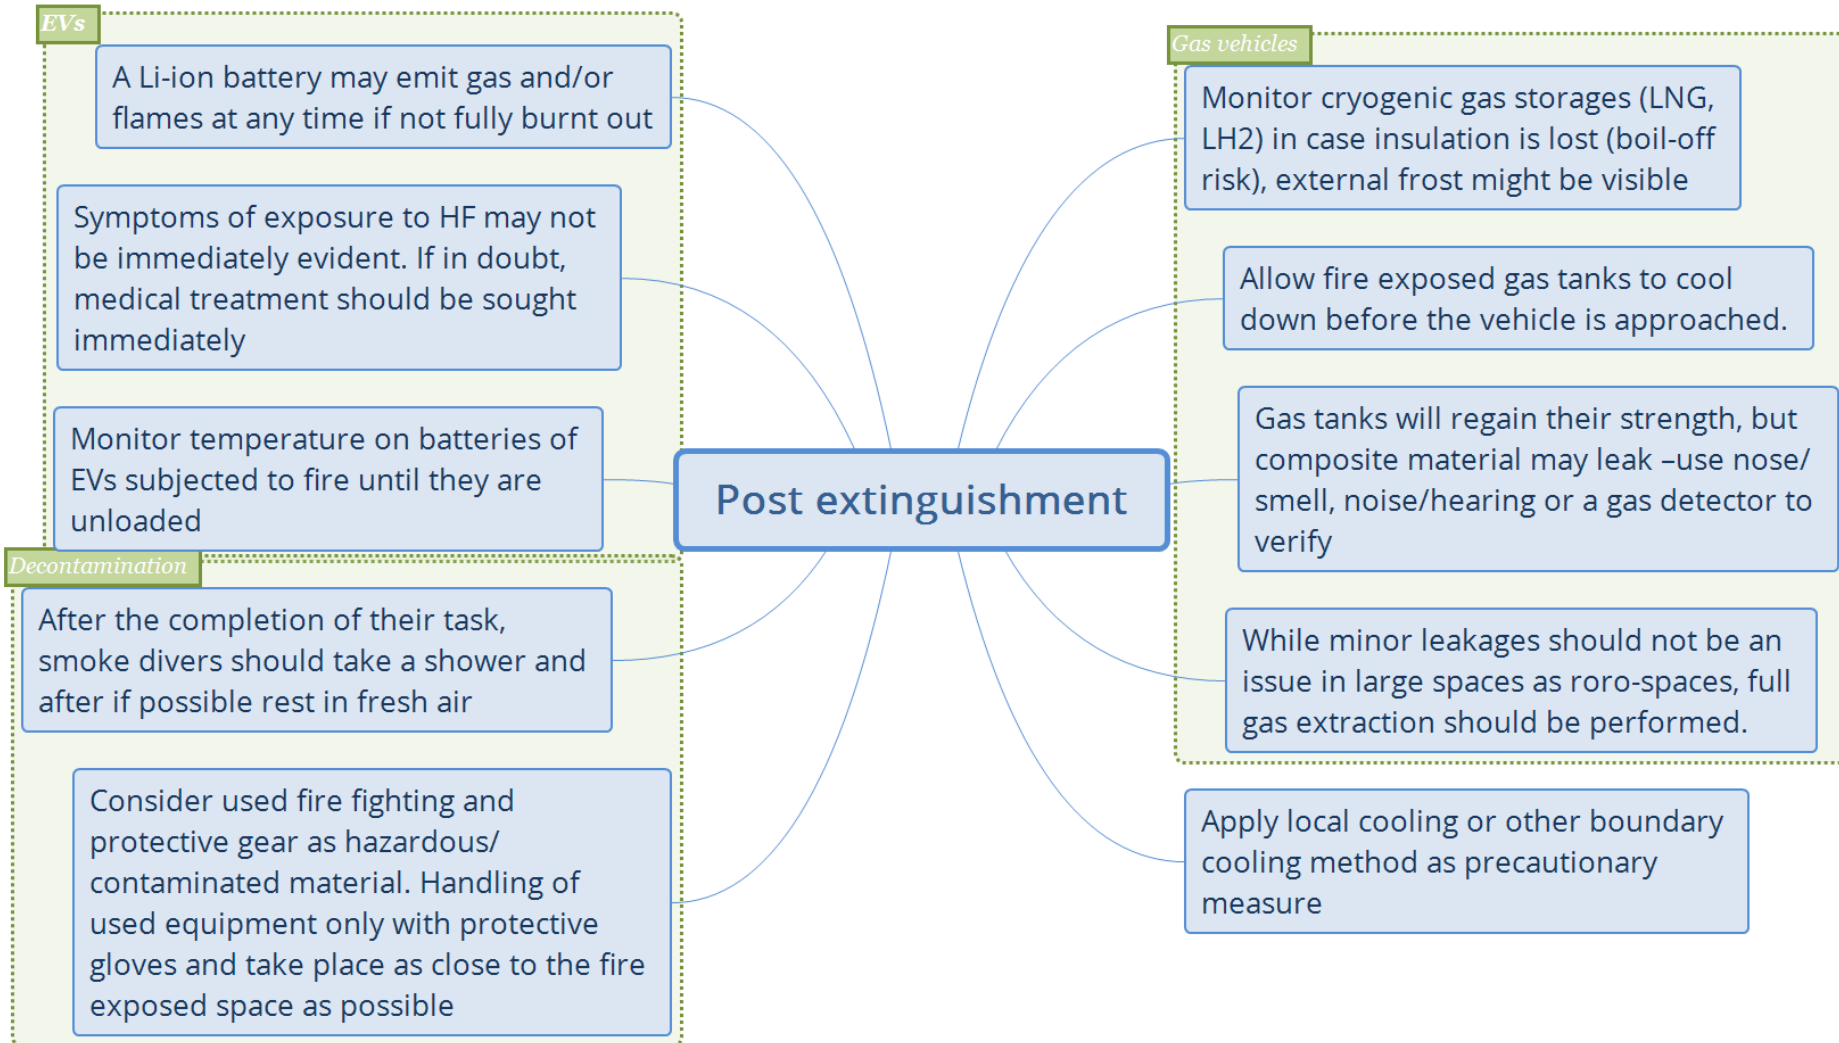 EVs
A Li-ion battery may emit gas and/or
flames at any time if not fully burnt out
Symptoms of exposure to HF may not
be immediately evident. If in doubt,
medical treatment should be sought
immediately
Monitor temperature on batteries of
EVs subjected to fire until they are
unloaded
Decontamination
After the completion of their task,
smoke divers should take a shower and
after if possible rest in fresh air
Consider used fire fighting and
protective gear as hazardous/
contaminated material. Handling of
used equipment only with protective
gloves and take place as close to the fire
exposed space as possible
Post extinguishment
Gas vehicles
Monitor cryogenic gas storages (LNG,
LH2) in case insulation is lost (boil-off
risk), external frost might be visible
Allow fire exposed gas tanks to cool
down before the vehicle is approached.
Gas tanks will regain their strength, but
composite material may leak –use nose/
smell, noise/hearing or a gas detector to
verify
While minor leakages should not be an
issue in large spaces as roro-spaces, full
gas extraction should be performed.
Apply local cooling or other boundary
cooling method as precautionary
measure